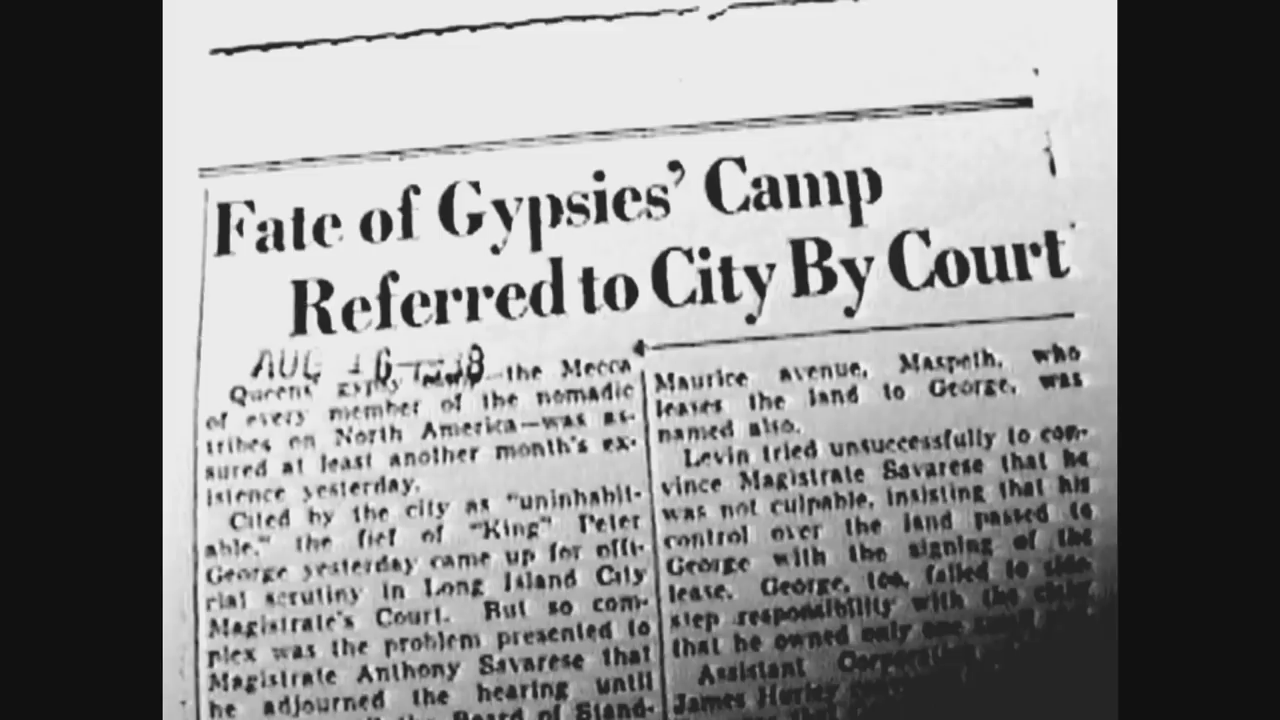 Fate of Gypsies' Camp
Referred to City By Court
AUG 16
Queens' gypsy —the Mecca
of every member of the nomadic
tribes on North America—was as-
sured at least another month's ex-
istence yesterday.
Cited by the city as "uninhabit-
able," the fief of "King" Peter
George yesterday came up for offi-
cial scrutiny in Long Island City
Magistrate's Court. But so com-
plex was the problem presented to
Magistrate Anthony Savarese that
he adjourned the hearing until
the Board of Stand-
Maurice avenue, Maspeth, who
leases the land to George, was
named also.
Levin tried unsuccessfully to con-
vince Magistrate Savarese that he
was not culpable, insisting that his
control over the land passed to
George with the signing of the
lease. George, too, failed to side
step responsibility with the claim
that he owned only one small
Assistant Corporation
James Hurley